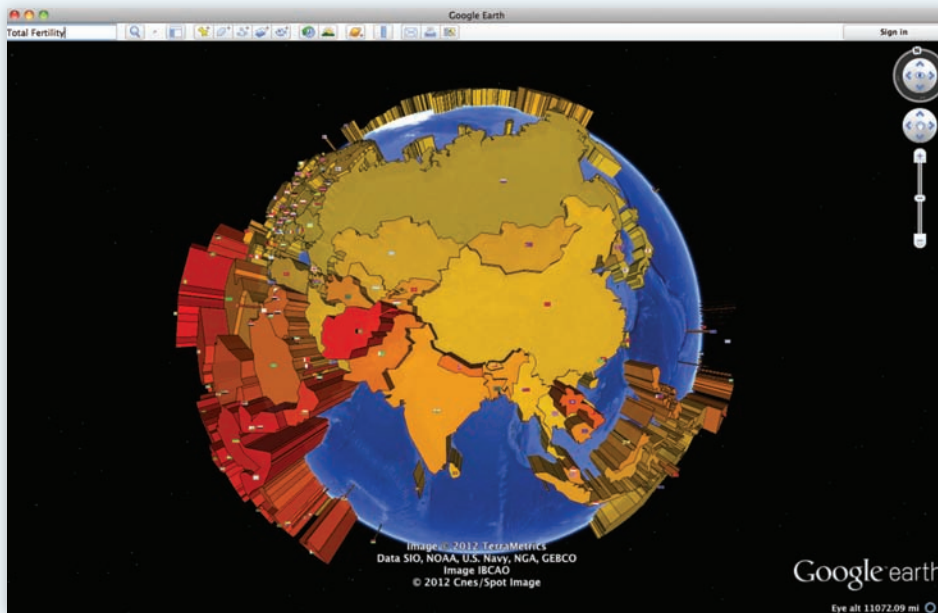 Google Earth
Total Fertility
Sign in
N
Image © 2012 TerraMetrics
Data SIO, NOAA, U.S. Navy, NGA, GEBCO
Image IBCAO
© 2012 Cnes/Spot Image
Google earth
Eye alt 11072.09 mi